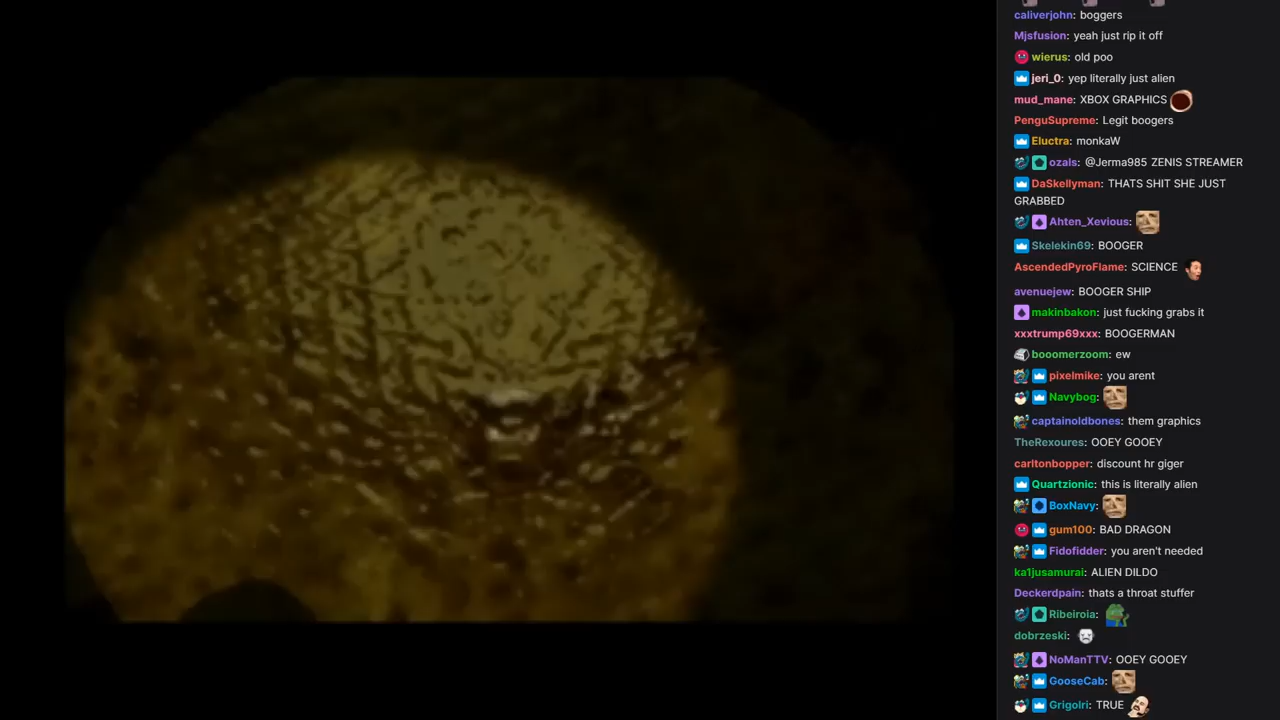 caliverjohn: boggers
Mjsfusion: yeah just rip it off
wierus: old poo
jeri_0: yep literally just alien
mud_mane: XBOX GRAPHICS
PenguSupreme: Legit boogers
Eluctra: monkaW
ozals: @Jerma985 ZENIS STREAMER
DaSkellyman: THATS SHIT SHE JUST
GRABBED
Ahten_Xevious:
Skelekin69: BOOGER
AscendedPyroFlame: SCIENCE
avenuejew: BOOGER SHIP
makinbakon: just fucking grabs it
xxxtrump69xxx: BOOGERMAN
booomerzoom: ew
pixelmike: you arent
Navybog:
captainoldbones: them graphics
TheRexoures: OOEY GOOEY
carltonbopper: discount hr giger
Quartzionic: this is literally alien
BoxNavy:
gum100: BAD DRAGON
Fidofidder: you aren't needed
ka1jusamurai: ALIEN DILDO
Deckerdpain: thats a throat stuffer
Ribeiroia:
dobrzeski:
NoManTTV: OOEY GOOEY
GooseCab:
Grigolri: TRUE